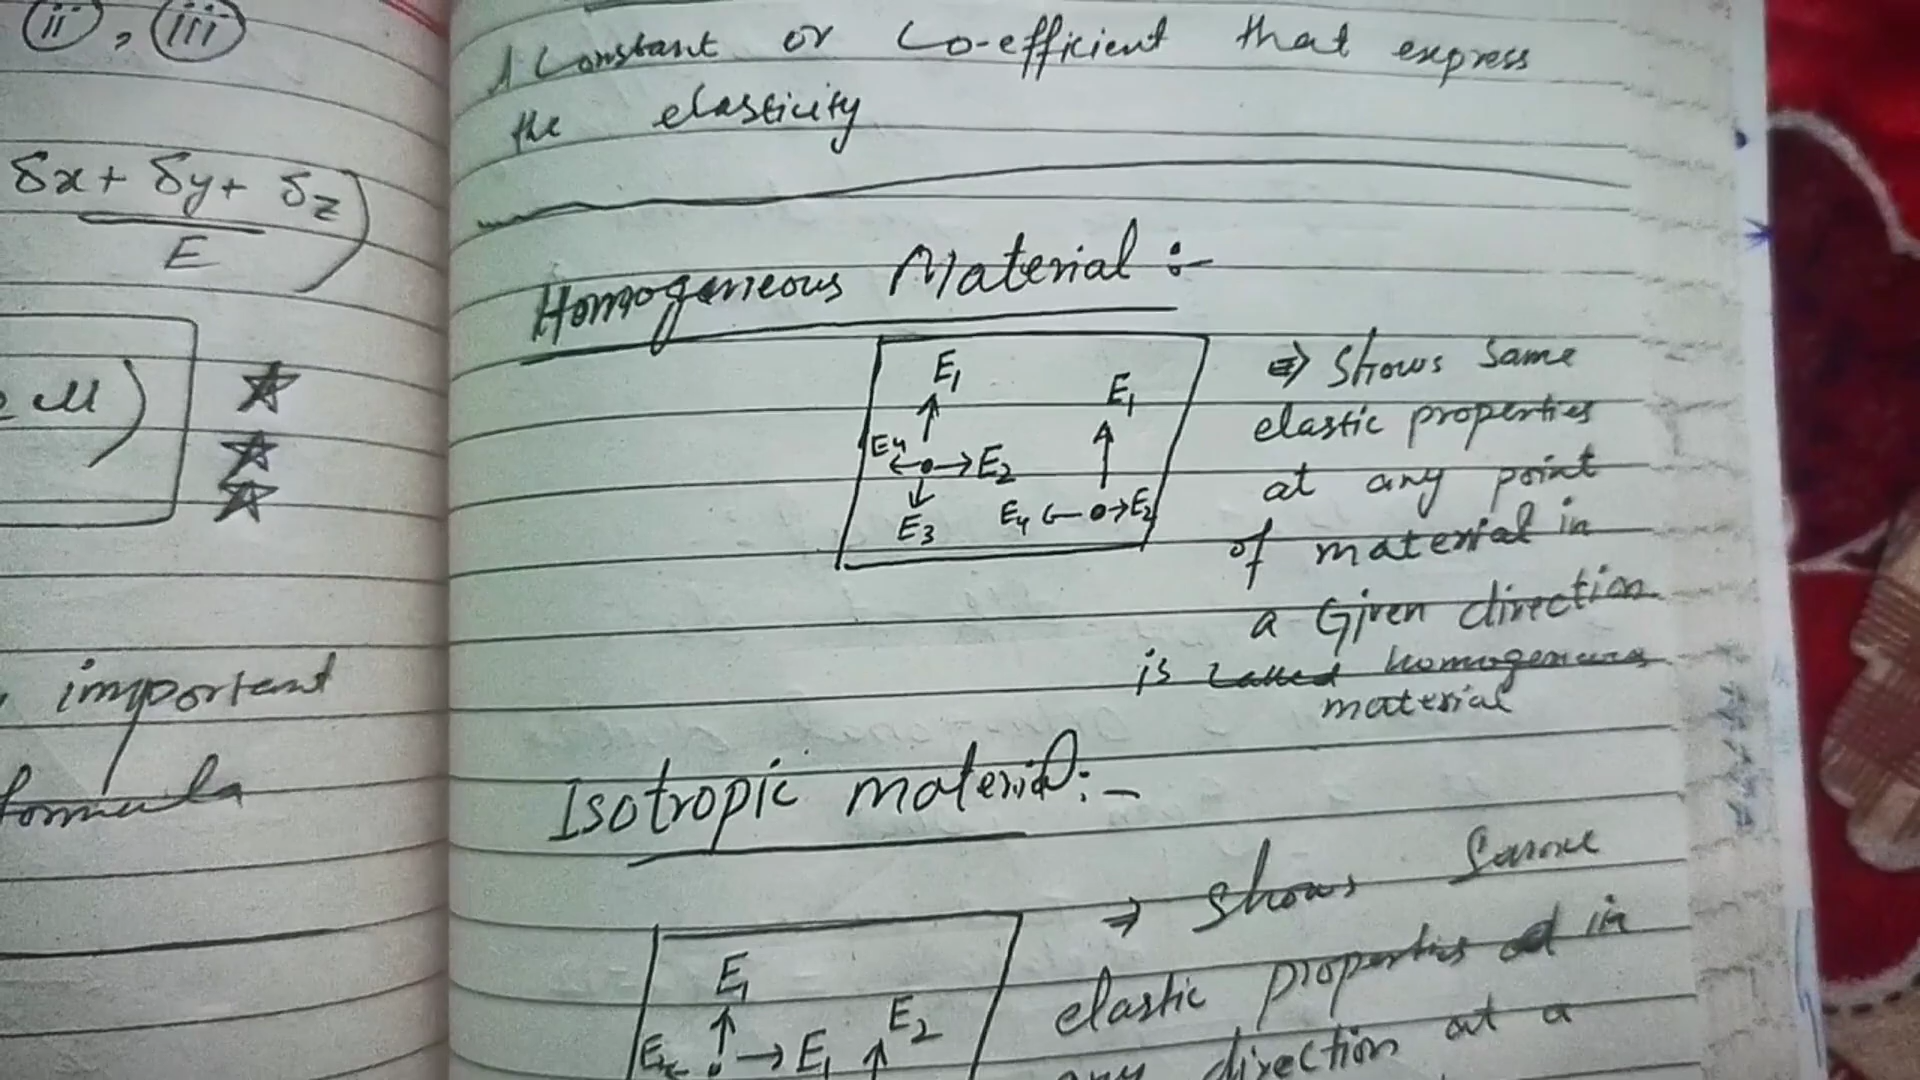 ii , iii
δx + δy + δz )
E
μ )
important
formula
A Constant or Co-efficient that express
the elasticity
Homogeneous Material :-
E1
E1
E4
E2
E3
E4
E2
⇒ Shows Same
elastic properties
at any point
of material in
a Given direction
is called homogeneous
material
Isotropic material:-
⇒ Shows Same
elastic properties in
any direction at a
E1
E2
E1